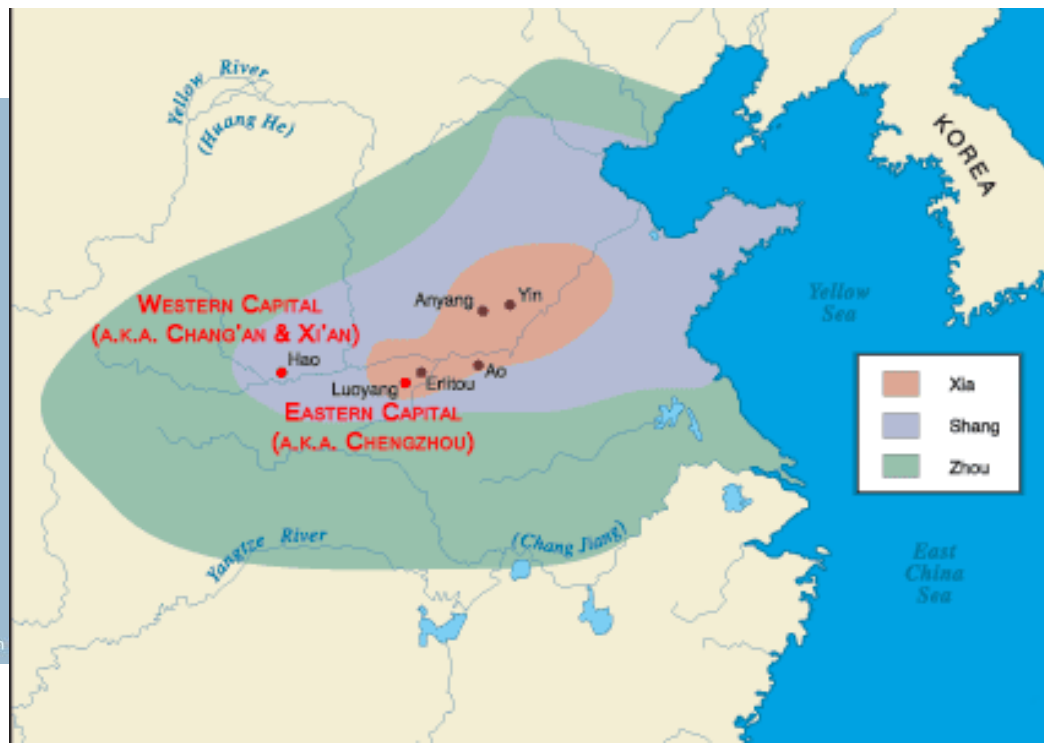 Yellow River
(Huang He)
KOREA
Anyang
Yin
Yellow
Sea
WESTERN CAPITAL
(A.K.A. CHANG'AN & XI'AN)
Hao
Ao
Erlitou
Luoyang
EASTERN CAPITAL
(A.K.A. CHENGZHOU)
Xia
Shang
Zhou
Yangtze River
(Chang Jiang)
East
China
Sea